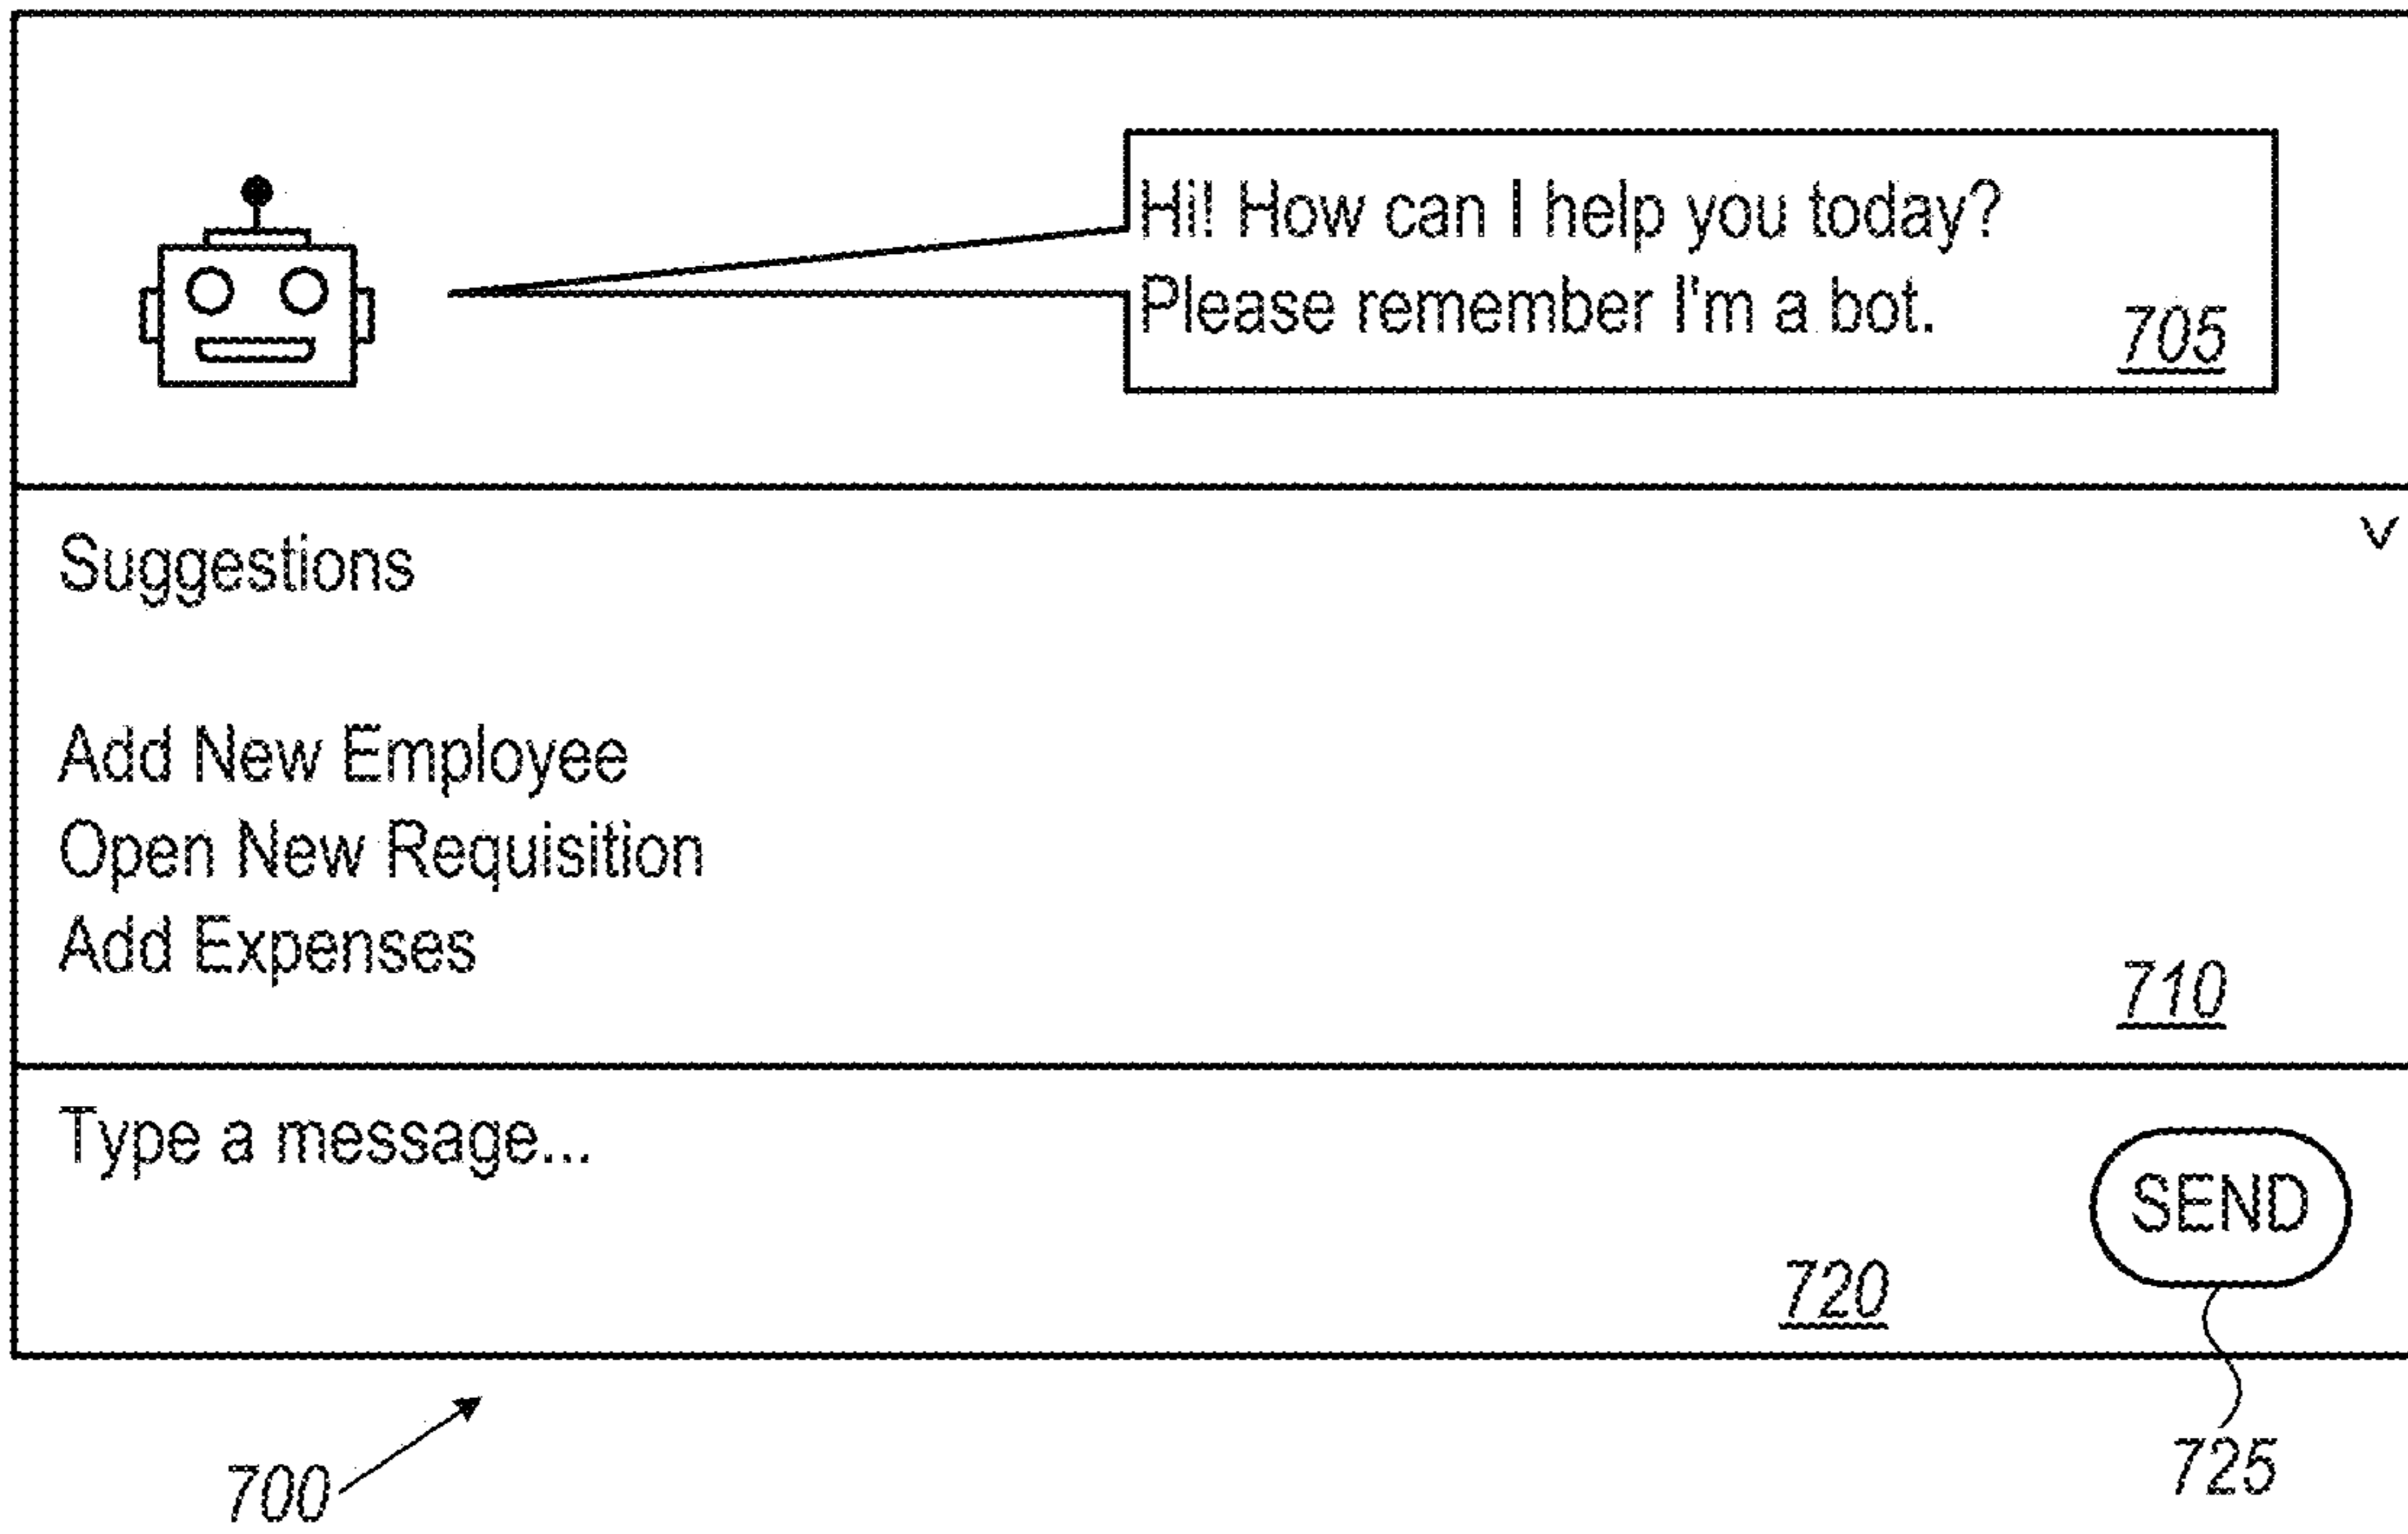 Hi! How can I help you today?
Please remember I'm a bot.
705
Suggestions
V
Add New Employee
Open New Requisition
Add Expenses
710
Type a message...
SEND
720
700
725